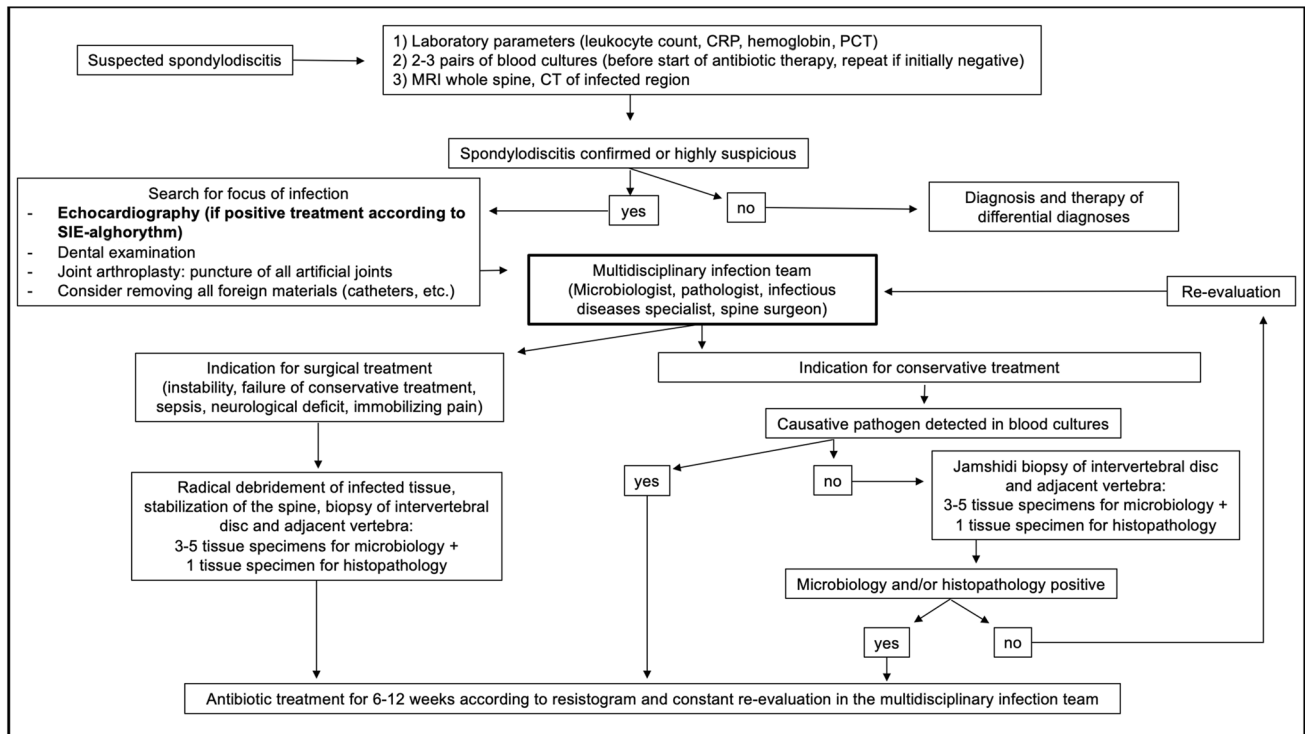 Suspected spondylodiscitis
1) Laboratory parameters (leukocyte count, CRP, hemoglobin, PCT)
2) 2-3 pairs of blood cultures (before start of antibiotic therapy, repeat if initially negative)
3) MRI whole spine, CT of infected region
Spondylodiscitis confirmed or highly suspicious
yes
no
Diagnosis and therapy of
differential diagnoses
Search for focus of infection
- Echocardiography (if positive treatment according to
SIE-alghorythm)
- Dental examination
- Joint arthroplasty: puncture of all artificial joints
- Consider removing all foreign materials (catheters, etc.)
Multidisciplinary infection team
(Microbiologist, pathologist, infectious
diseases specialist, spine surgeon)
Re-evaluation
Indication for surgical treatment
(instability, failure of conservative treatment,
sepsis, neurological deficit, immobilizing pain)
Indication for conservative treatment
Causative pathogen detected in blood cultures
yes
no
Jamshidi biopsy of intervertebral disc
and adjacent vertebra:
3-5 tissue specimens for microbiology +
1 tissue specimen for histopathology
Radical debridement of infected tissue,
stabilization of the spine, biopsy of intervertebral
disc and adjacent vertebra:
3-5 tissue specimens for microbiology +
1 tissue specimen for histopathology
Microbiology and/or histopathology positive
yes
no
Antibiotic treatment for 6-12 weeks according to resistogram and constant re-evaluation in the multidisciplinary infection team